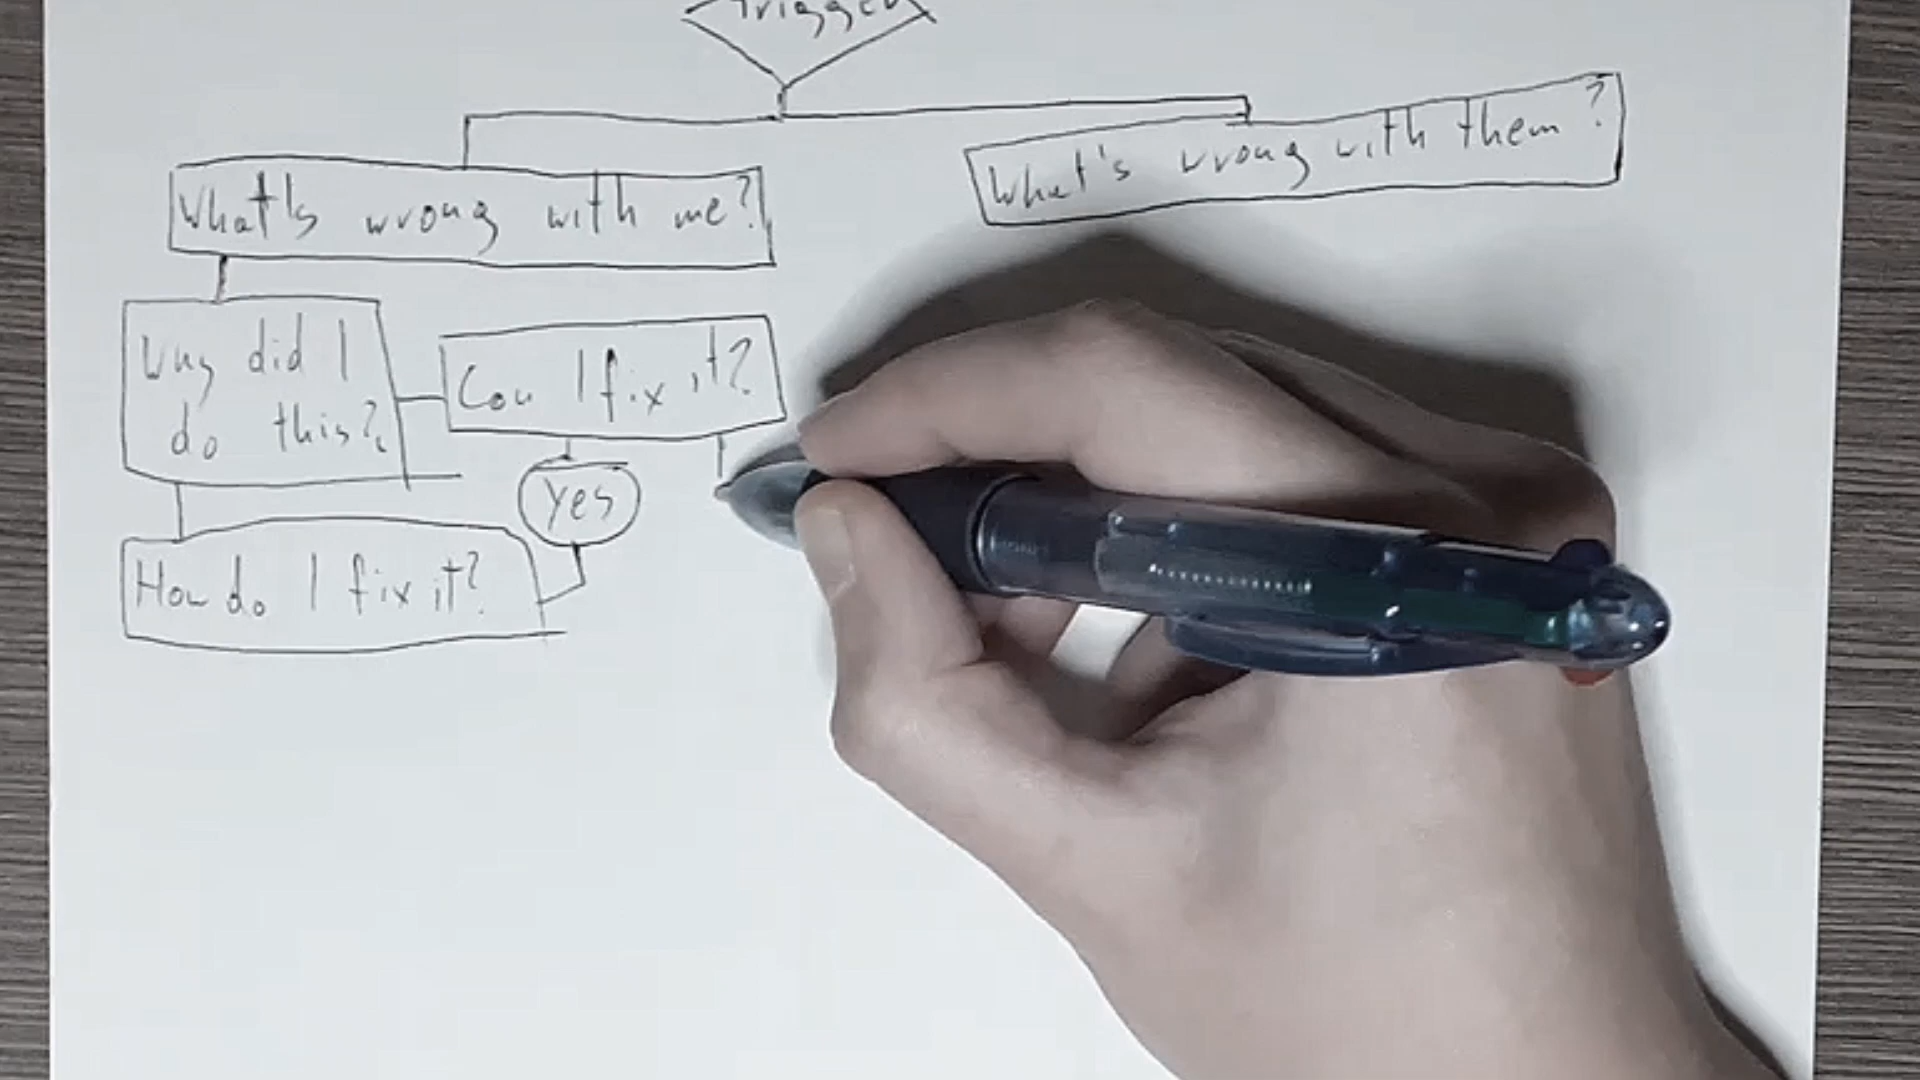 Trigger
What's wrong with them?
What's wrong with me?
Why did I
do this?
Can I fix it?
Yes
How do I fix it?